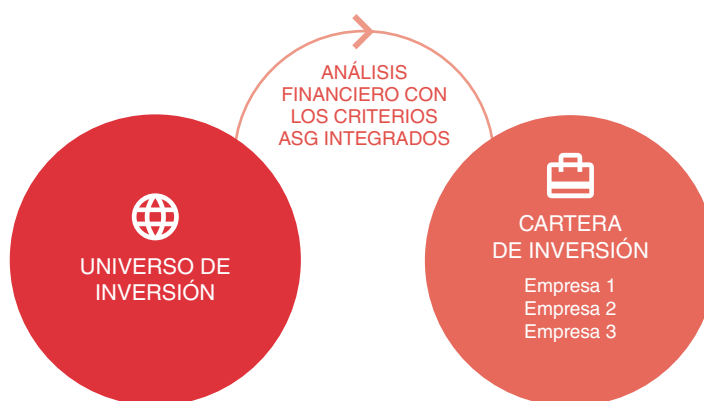 ANÁLISIS
FINANCIERO CON
LOS CRITERIOS
ASG INTEGRADOS
UNIVERSO DE
INVERSIÓN
CARTERA
DE INVERSIÓN
Empresa 1
Empresa 2
Empresa 3